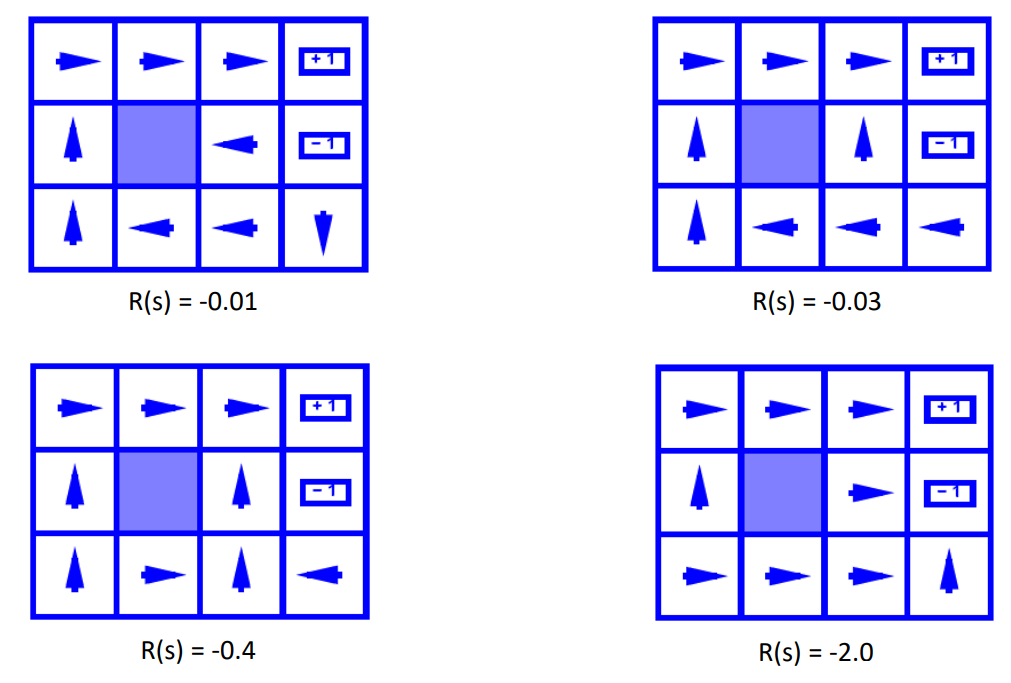 + 1
+ 1
- 1
- 1
R(s) = -0.01
R(s) = -0.03
+ 1
+ 1
- 1
- 1
R(s) = -0.4
R(s) = -2.0